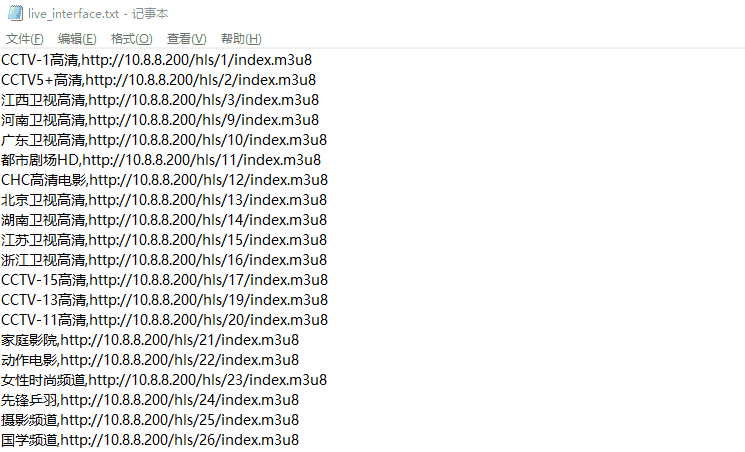 live_interface.txt - 记事本
文件(F) 编辑(E) 格式(O) 查看(V) 帮助(H)
CCTV-1高清,http://10.8.8.200/hls/1/index.m3u8
CCTV5+高清,http://10.8.8.200/hls/2/index.m3u8
江西卫视高清,http://10.8.8.200/hls/3/index.m3u8
河南卫视高清,http://10.8.8.200/hls/9/index.m3u8
广东卫视高清,http://10.8.8.200/hls/10/index.m3u8
都市剧场HD,http://10.8.8.200/hls/11/index.m3u8
CHC高清电影,http://10.8.8.200/hls/12/index.m3u8
北京卫视高清,http://10.8.8.200/hls/13/index.m3u8
湖南卫视高清,http://10.8.8.200/hls/14/index.m3u8
江苏卫视高清,http://10.8.8.200/hls/15/index.m3u8
浙江卫视高清,http://10.8.8.200/hls/16/index.m3u8
CCTV-15高清,http://10.8.8.200/hls/17/index.m3u8
CCTV-13高清,http://10.8.8.200/hls/19/index.m3u8
CCTV-11高清,http://10.8.8.200/hls/20/index.m3u8
家庭影院,http://10.8.8.200/hls/21/index.m3u8
动作电影,http://10.8.8.200/hls/22/index.m3u8
女性时尚频道,http://10.8.8.200/hls/23/index.m3u8
先锋乒羽,http://10.8.8.200/hls/24/index.m3u8
摄影频道,http://10.8.8.200/hls/25/index.m3u8
国学频道,http://10.8.8.200/hls/26/index.m3u8